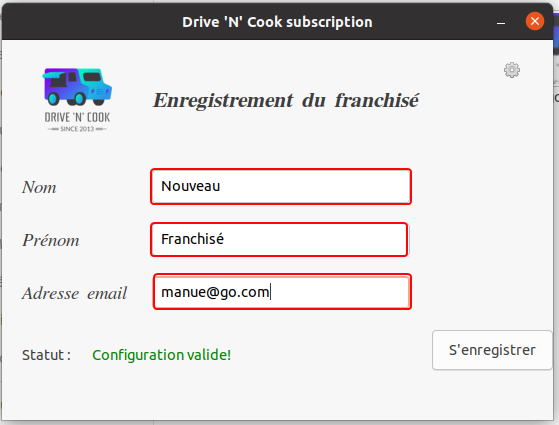 Drive 'N' Cook subscription
DRIVE 'N' COOK
SINCE 2013
Enregistrement du franchisé
Nom
Nouveau
Prénom
Franchisé
Adresse email
manue@go.com
Statut :
Configuration valide!
S'enregistrer